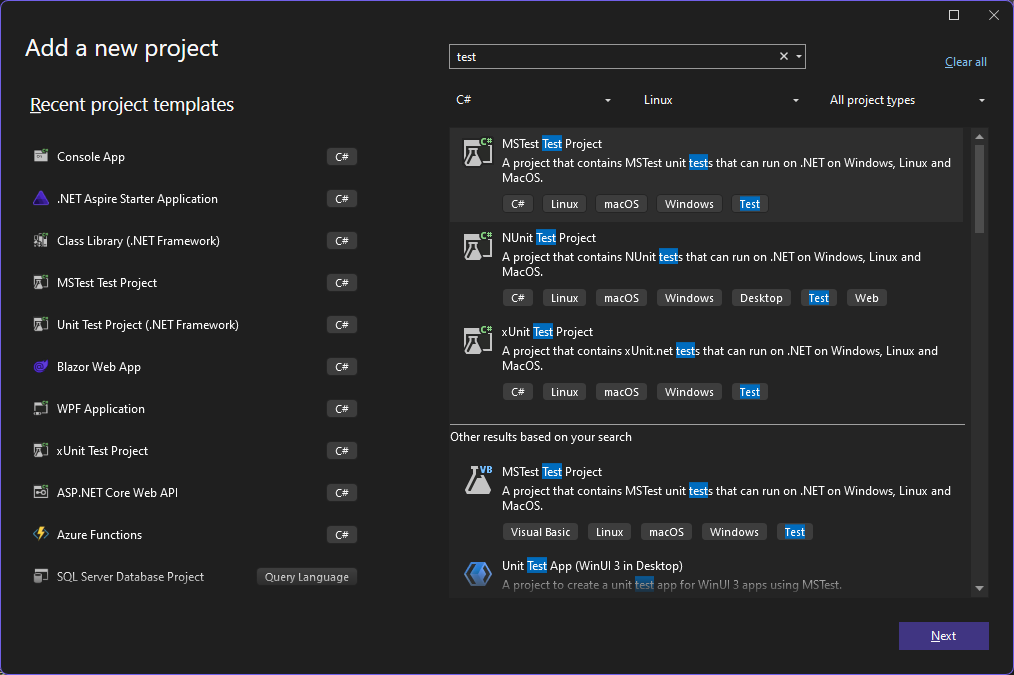 Add a new project
test
Clear all
Recent project templates
C#
Linux
All project types
Console App
C#
.NET Aspire Starter Application
C#
Class Library (.NET Framework)
C#
MSTest Test Project
C#
Unit Test Project (.NET Framework)
C#
Blazor Web App
C#
WPF Application
C#
xUnit Test Project
C#
ASP.NET Core Web API
C#
Azure Functions
C#
SQL Server Database Project
Query Language
C#
MSTest Test Project
A project that contains MSTest unit tests that can run on .NET on Windows, Linux and
MacOS.
C# Linux macOS Windows Test
C#
NUnit Test Project
A project that contains NUnit tests that can run on .NET on Windows, Linux and
MacOS.
C# Linux macOS Windows Desktop Test Web
C#
xUnit Test Project
A project that contains xUnit.net tests that can run on .NET on Windows, Linux and
MacOS.
C# Linux macOS Windows Test
Other results based on your search
VB
MSTest Test Project
A project that contains MSTest unit tests that can run on .NET on Windows, Linux and
MacOS.
Visual Basic Linux macOS Windows Test
Unit Test App (WinUI 3 in Desktop)
A project to create a unit test app for WinUI 3 apps using MSTest.
Next